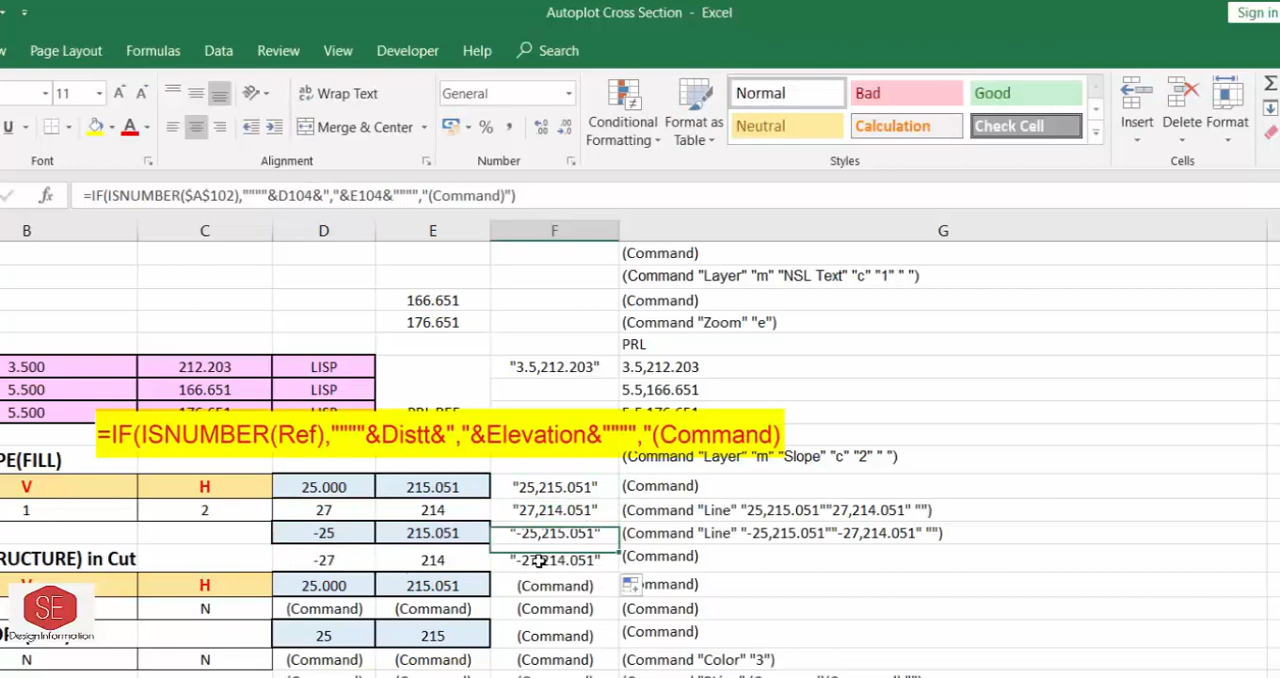 Autoplot Cross Section - Excel
Sign in
Page Layout Formulas Data Review View Developer Help Search
11 Wrap Text General Normal Bad Good
U Merge & Center % Conditional Formatting Format as Table Neutral Calculation Check Cell Insert Delete Format
Font Alignment Number Styles Cells
fx =IF(ISNUMBER($A$102),""""&D104&","&E104&"""","(Command)")
B C D E F G
(Command)
(Command "Layer" "m" "NSL Text" "c" "1" " ")
166.651 (Command)
176.651 (Command "Zoom" "e")
PRL
3.500 212.203 LISP "3.5,212.203" 3.5,212.203
5.500 166.651 LISP 5.5,166.651
5.500 176.651
=IF(ISNUMBER(Ref),""""&Distt&","&Elevation&"""","(Command)
PE(FILL) (Command "Layer" "m" "Slope" "c" "2" " ")
V H 25.000 215.051 "25,215.051" (Command)
1 2 27 214 "27,214.051" (Command "Line" "25,215.051""27,214.051" "")
-25 215.051 "-25,215.051" (Command "Line" "-25,215.051""-27,214.051" "")
RUCTURE) in Cut -27 214 "-27,214.051" (Command)
H 25.000 215.051 (Command) ommand)
N (Command) (Command) (Command) (Command)
25 215 (Command) (Command)
N N (Command) (Command) (Command) (Command "Color" "3")
SE
DesignInformation